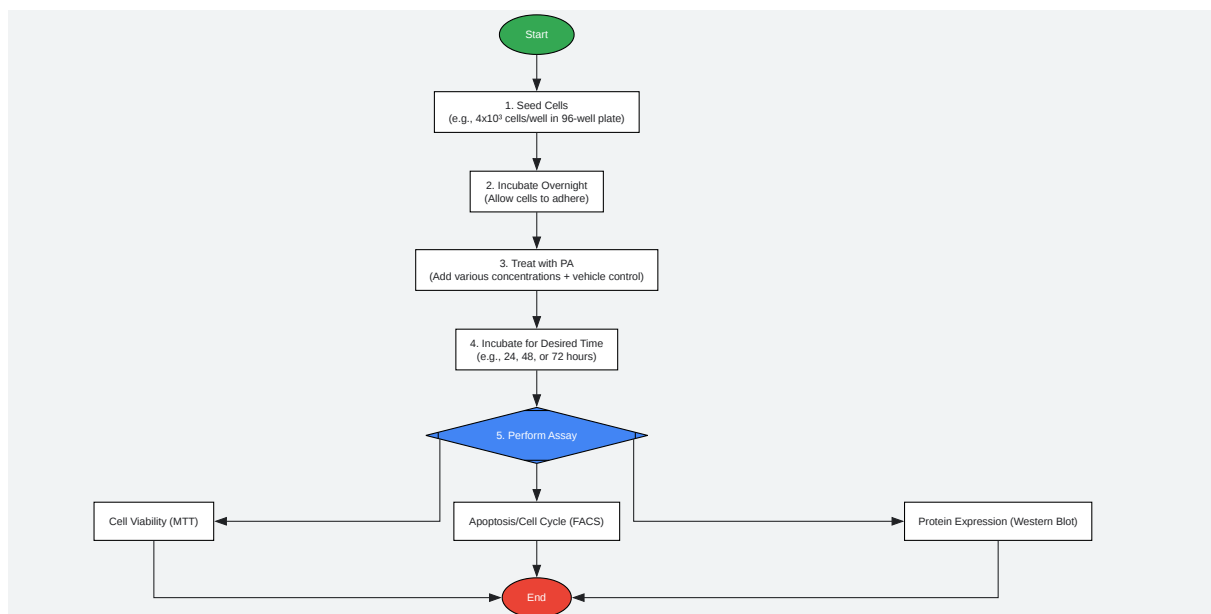 Start
1. Seed Cells
(e.g., 4x10³ cells/well in 96-well plate)
2. Incubate Overnight
(Allow cells to adhere)
3. Treat with PA
(Add various concentrations + vehicle control)
4. Incubate for Desired Time
(e.g., 24, 48, or 72 hours)
5. Perform Assay
Cell Viability (MTT)
Apoptosis/Cell Cycle (FACS)
Protein Expression (Western Blot)
End